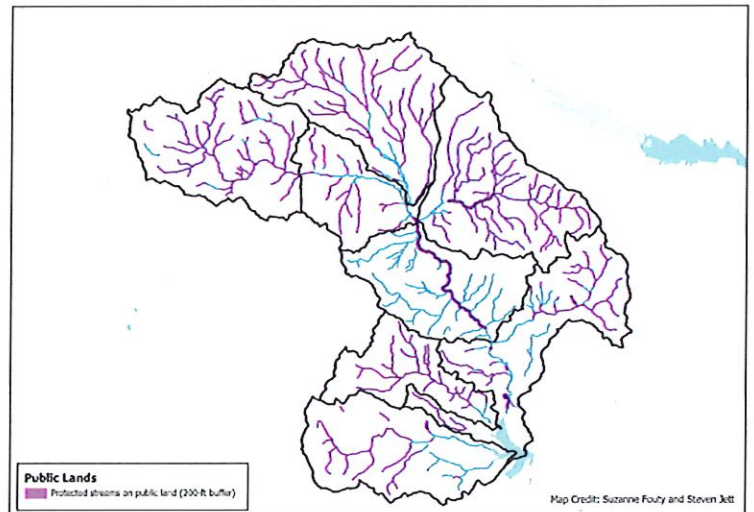 Public Lands
Protected streams on public land (200-ft buffer)
Map Credit: Suzanne Fouty and Steven Jett